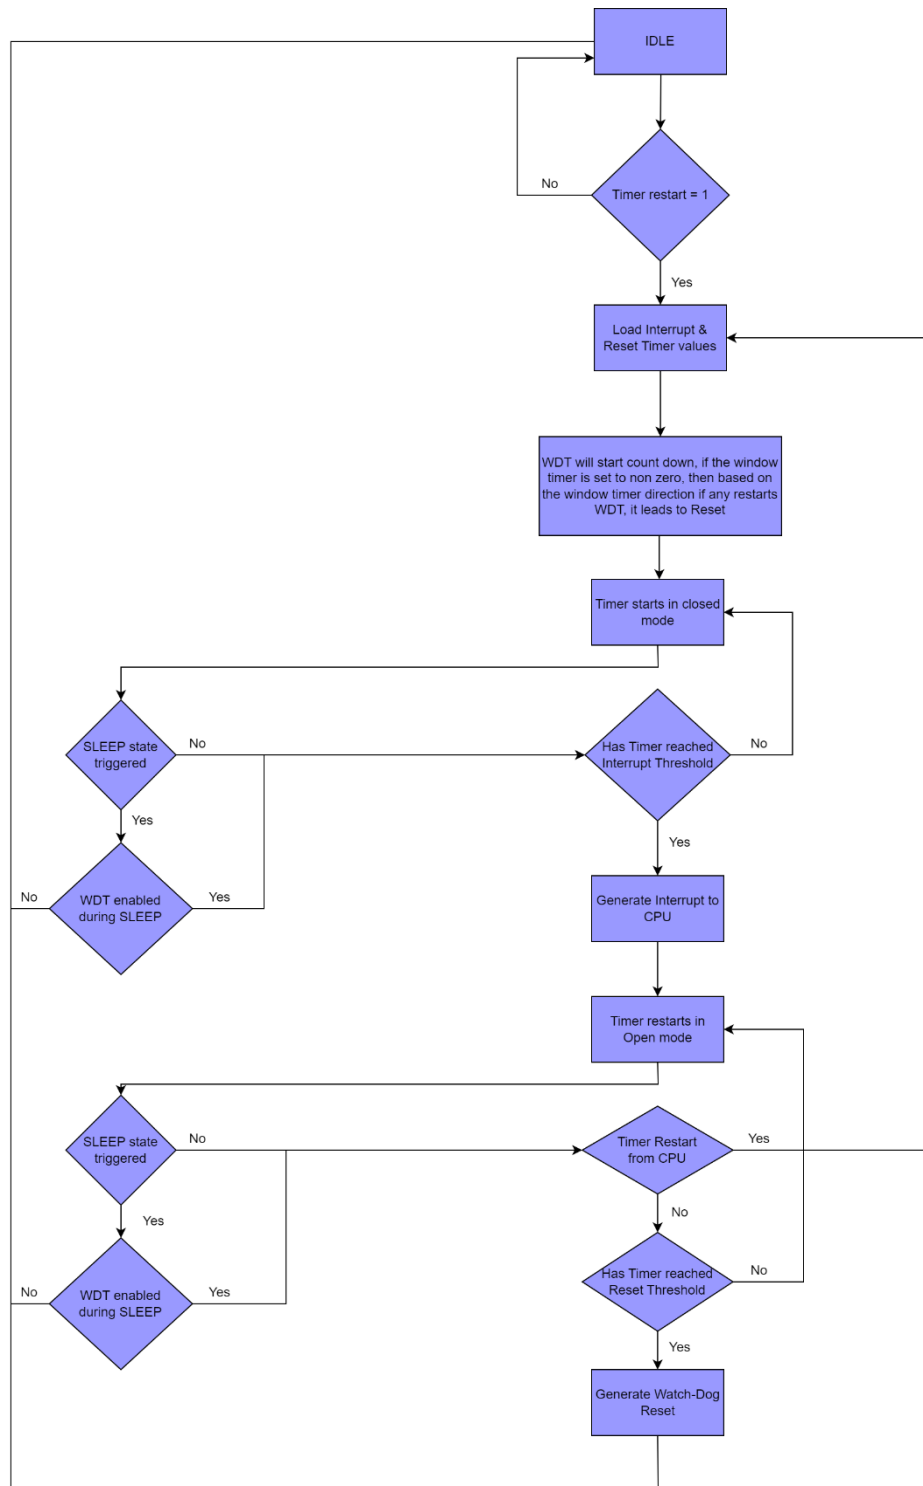 IDLE
No
Timer restart = 1
Yes
Load Interrupt &
Reset Timer values
WDT will start count down, if the window
timer is set to non zero, then based on
the window timer direction if any restarts
WDT, it leads to Reset
Timer starts in closed
mode
SLEEP state
triggered
No
Has Timer reached
Interrupt Threshold
No
Yes
Yes
No
WDT enabled
during SLEEP
Yes
Generate Interrupt to
CPU
Timer restarts in
Open mode
SLEEP state
triggered
No
Timer Restart
from CPU
Yes
Yes
No
No
WDT enabled
during SLEEP
Yes
Has Timer reached
Reset Threshold
No
Yes
Generate Watch-Dog
Reset